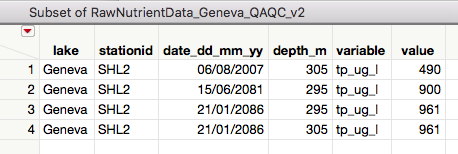 Subset of RawNutrientData_Geneva_QAQC_v2
lake stationid date_dd_mm_yy depth_m variable value
1 Geneva SHL2 06/08/2007 305 tp_ug_l 490
2 Geneva SHL2 15/06/2081 295 tp_ug_l 900
3 Geneva SHL2 21/01/2086 295 tp_ug_l 961
4 Geneva SHL2 21/01/2086 305 tp_ug_l 961